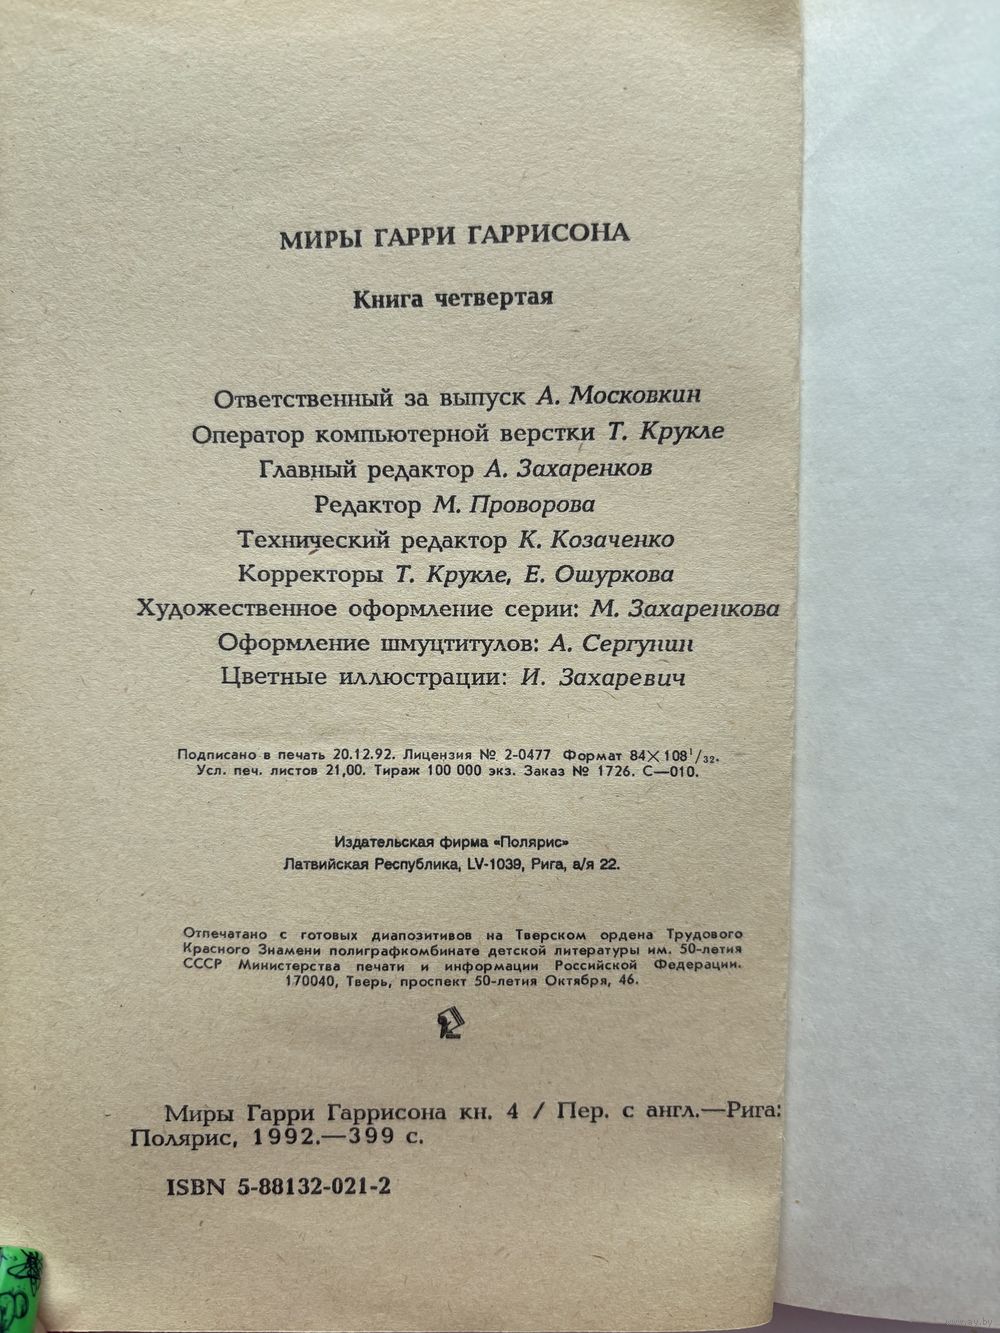 МИРЫ ГАРРИ ГАРРИСОНА
Книга четвертая
Ответственный за выпуск А. Московкин
Оператор компьютерной верстки Т. Крукле
Главный редактор А. Захаренков
Редактор М. Проворова
Технический редактор К. Козаченко
Корректоры Т. Крукле, Е. Ошуркова
Художественное оформление серии: М. Захаренкова
Оформление шмуцтитулов: А. Сергунин
Цветные иллюстрации: И. Захаревич
Подписано в печать 20.12.92. Лицензия № 2-0477 Формат 84×108¹/₃₂.
Усл. печ. листов 21,00. Тираж 100 000 экз. Заказ № 1726. С—010.
Издательская фирма «Полярис»
Латвийская Республика, LV-1039, Рига, а/я 22.
Отпечатано с готовых диапозитивов на Тверском ордена Трудового
Красного Знамени полиграфкомбинате детской литературы им. 50-летия
СССР Министерства печати и информации Российской Федерации.
170040, Тверь, проспект 50-летия Октября, 46.
Миры Гарри Гаррисона кн. 4 / Пер. с англ.—Рига:
Полярис, 1992.—399 с.
ISBN 5-88132-021-2
www.ay.by